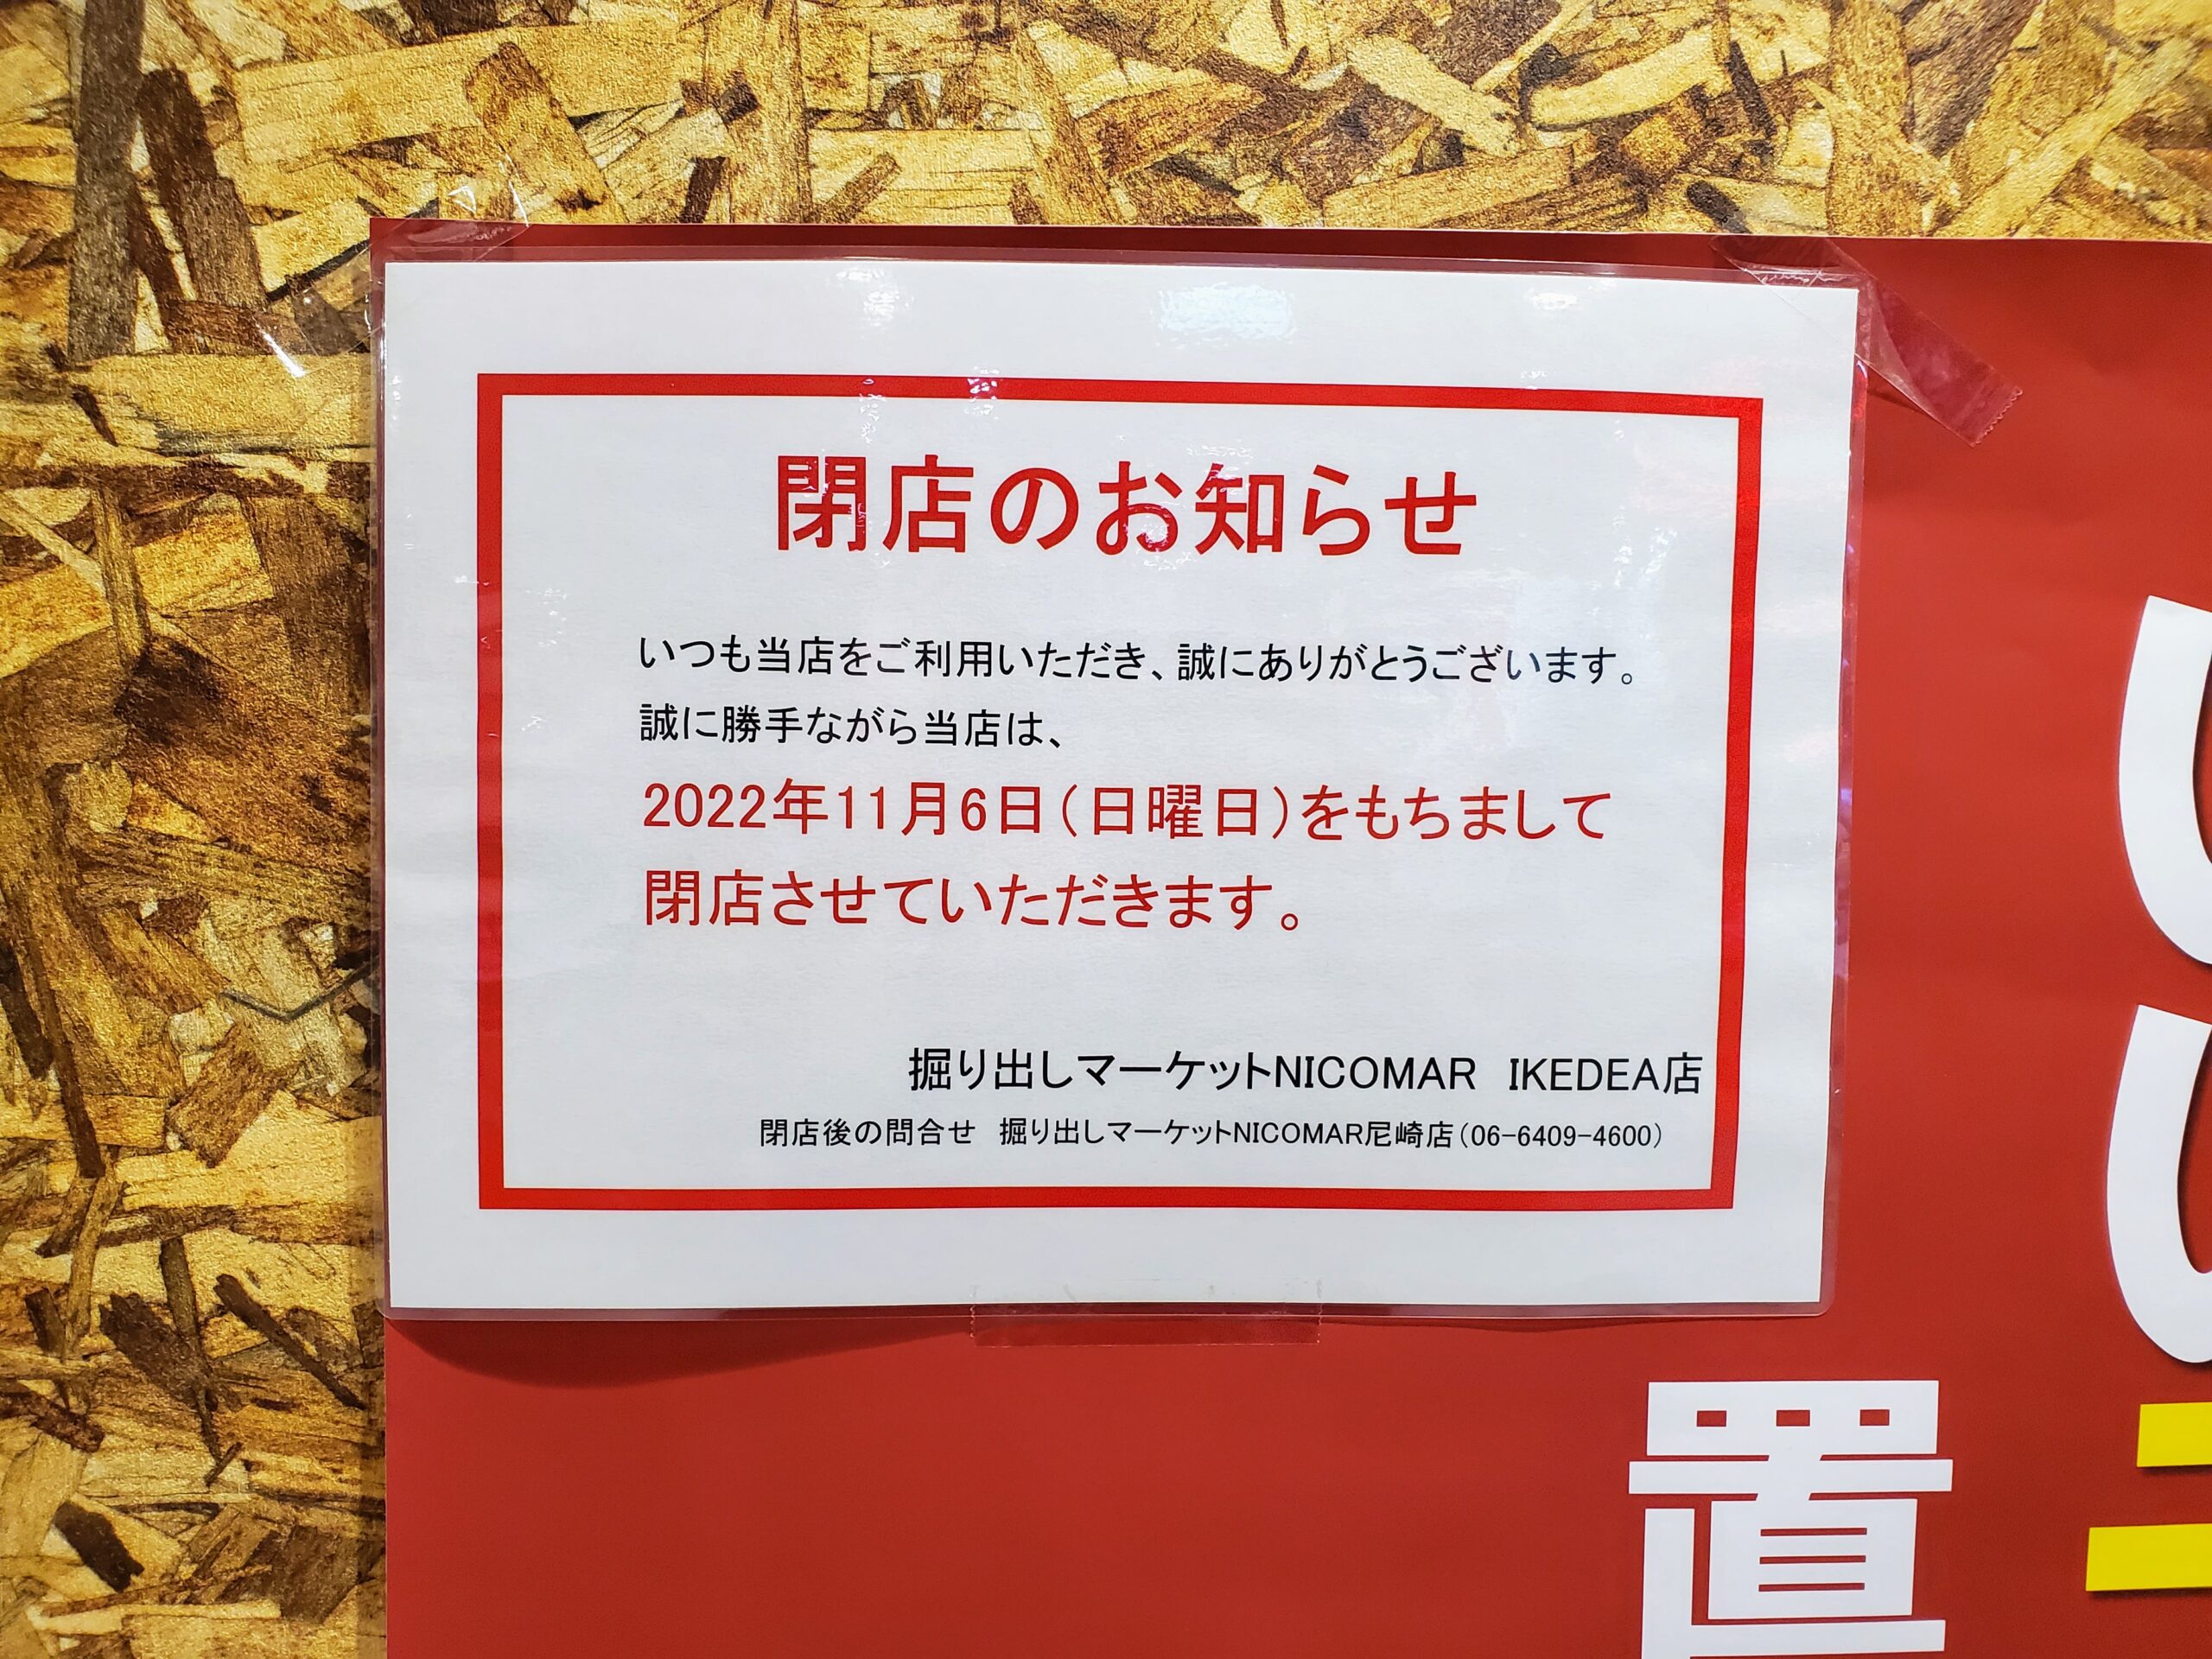 閉店のお知らせ
いつも当店をご利用いただき、誠にありがとうございます。
誠に勝手ながら当店は、
2022年11月6日（日曜日）をもちまして
閉店させていただきます。
掘り出しマーケットNICOMAR　IKEDEA店
閉店後の問合せ　掘り出しマーケットNICOMAR尼崎店（06-6409-4600）
置